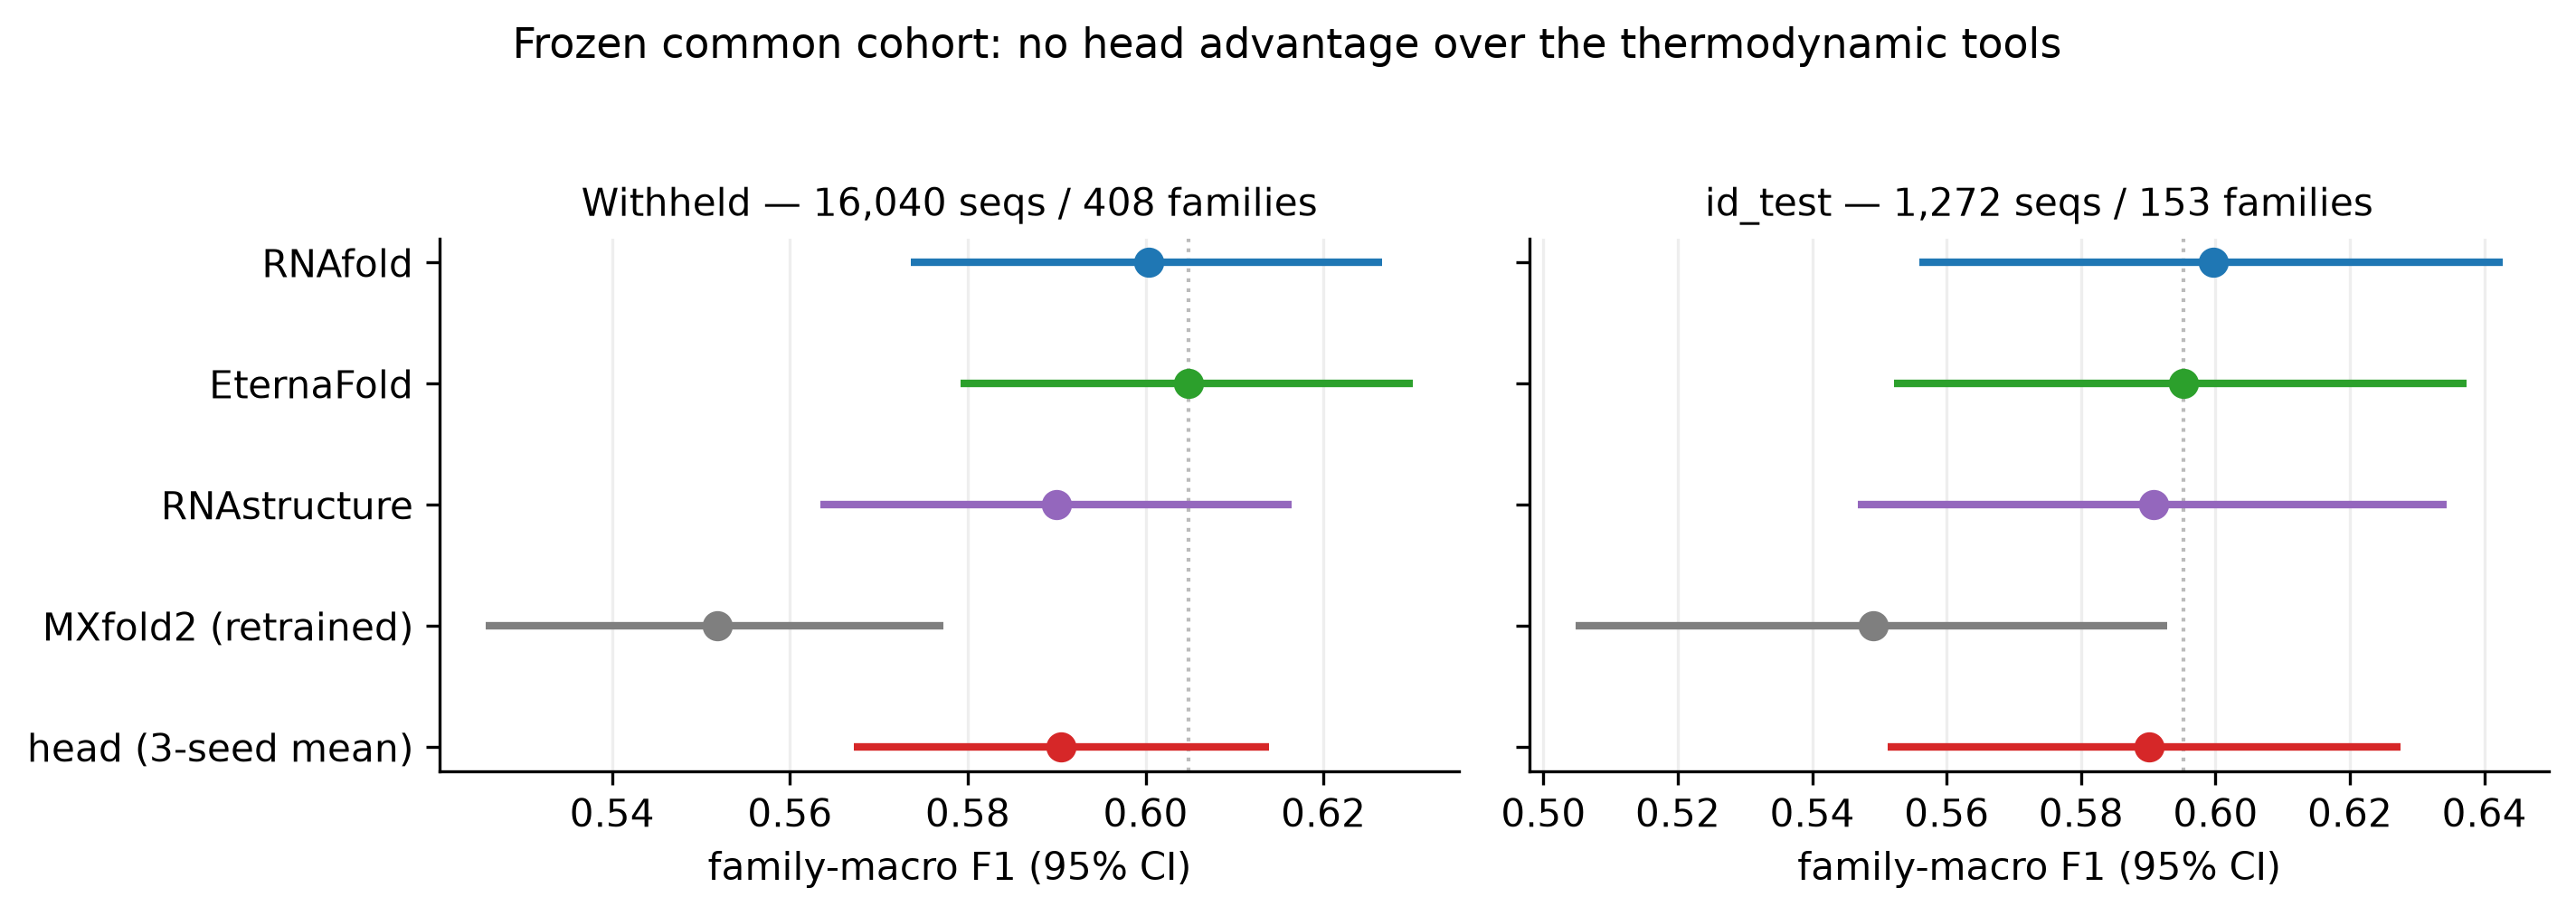 Frozen common cohort: no head advantage over the thermodynamic tools
Withheld — 16,040 seqs / 408 families
id_test — 1,272 seqs / 153 families
RNAfold
EternaFold
RNAstructure
MXfold2 (retrained)
head (3-seed mean)
0.54 0.56 0.58 0.60 0.62
family-macro F1 (95% CI)
0.50 0.52 0.54 0.56 0.58 0.60 0.62 0.64
family-macro F1 (95% CI)